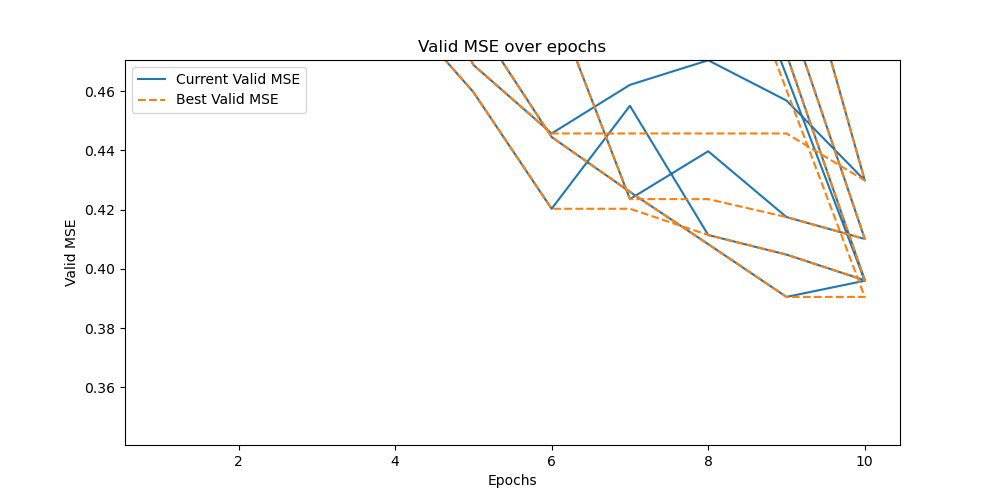 Valid MSE over epochs
Current Valid MSE
Best Valid MSE
0.46
0.44
0.42
0.40
0.38
0.36
Valid MSE
2 4 6 8 10
Epochs